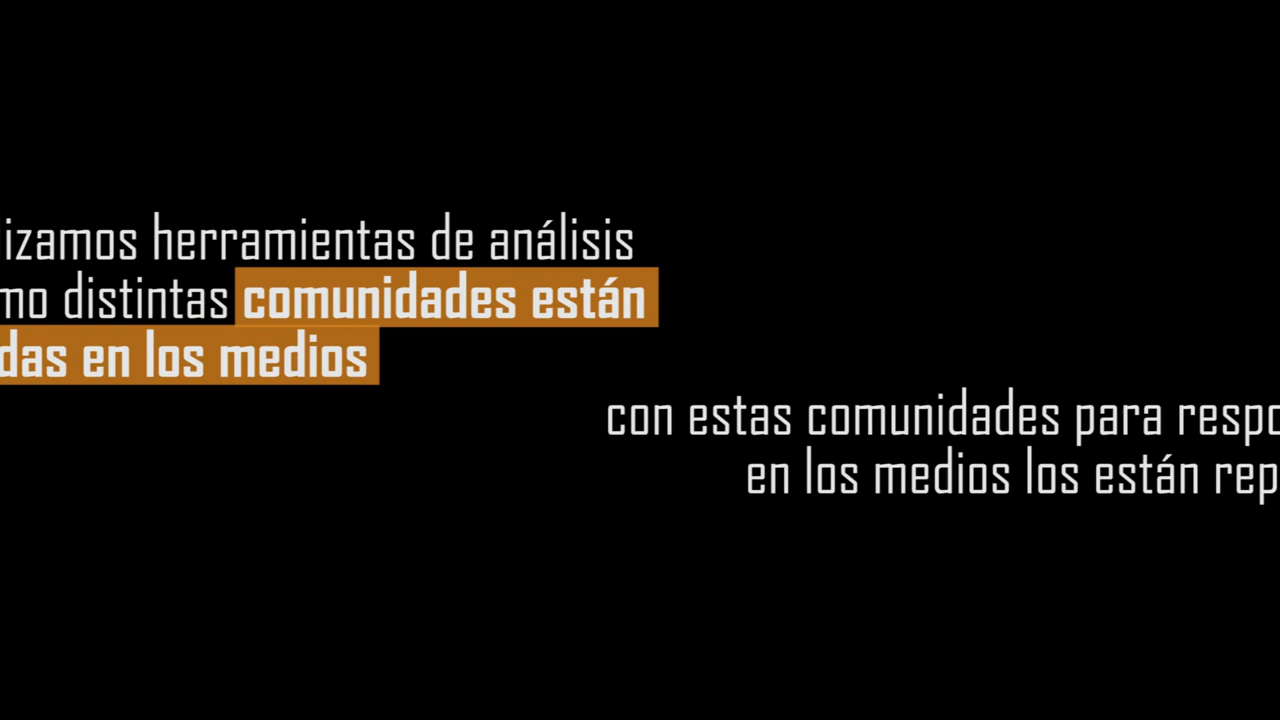 lizamos herramientas de análisis
mo distintas comunidades están
das en los medios
con estas comunidades para respo
en los medios los están rep